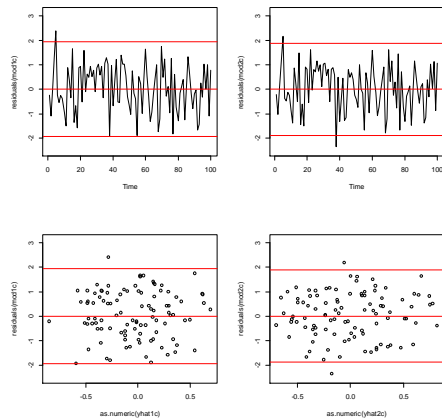 residuals(mod1c)
3
2
1
0
-1
-2
0 20 40 60 80 100
Time
residuals(mod2c)
3
2
1
0
-1
-2
0 20 40 60 80 100
Time
residuals(mod1c)
3
2
1
0
-1
-2
-0.5 0.0 0.5
as.numeric(yhat1c)
residuals(mod2c)
3
2
1
0
-1
-2
-0.5 0.0 0.5
as.numeric(yhat2c)